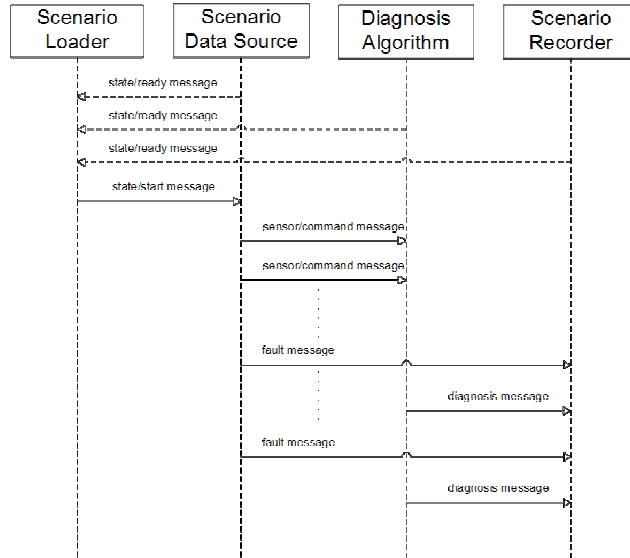 Scenario
Loader
Scenario
Data Source
Diagnosis
Algorithm
Scenario
Recorder
state/ready message
state/ready message
state/ready message
state/start message
sensor/command message
sensor/command message
fault message
diagnosis message
fault message
diagnosis message